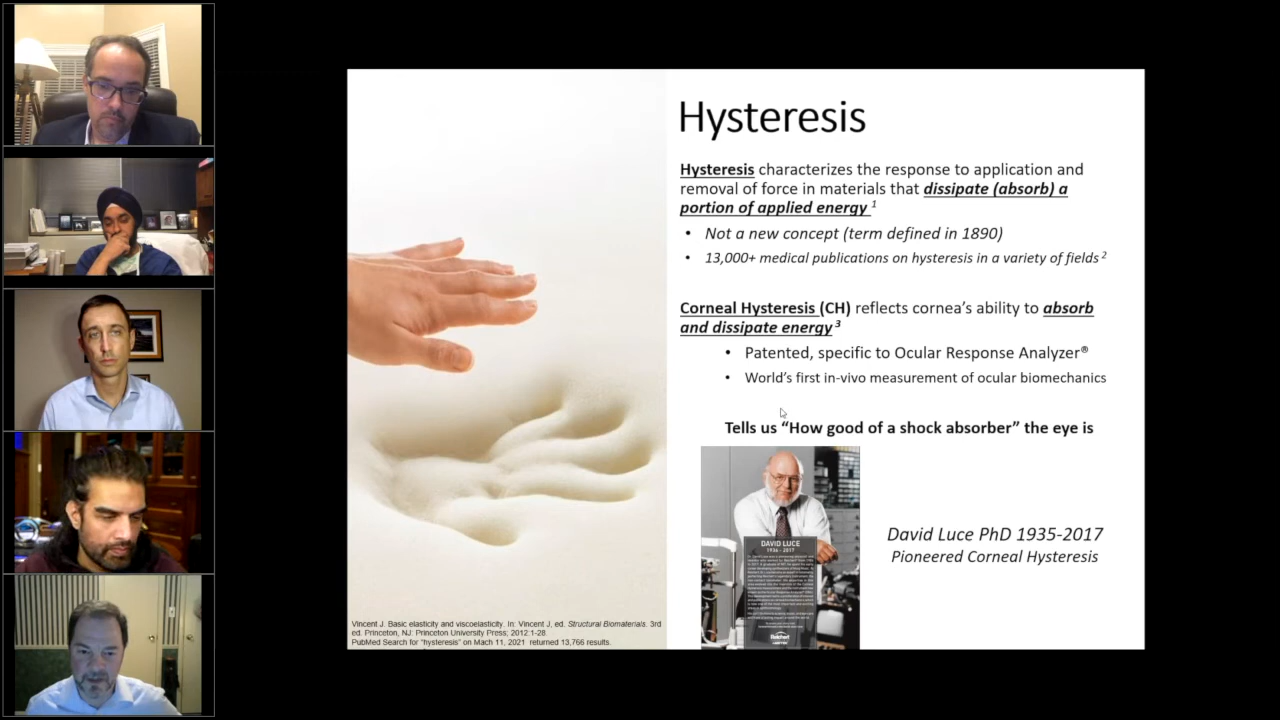 Hysteresis
Hysteresis characterizes the response to application and
removal of force in materials that dissipate (absorb) a
portion of applied energy 1
• Not a new concept (term defined in 1890)
• 13,000+ medical publications on hysteresis in a variety of fields 2
Corneal Hysteresis (CH) reflects cornea's ability to absorb
and dissipate energy 3
• Patented, specific to Ocular Response Analyzer®
• World's first in-vivo measurement of ocular biomechanics
Tells us “How good of a shock absorber” the eye is
DAVID LUCE
1936 - 2017
Reichert
David Luce PhD 1935-2017
Pioneered Corneal Hysteresis
Vincent J. Basic elasticity and viscoelasticity. In: Vincent J, ed. Structural Biomaterials. 3rd
ed. Princeton, NJ: Princeton University Press; 2012:1-28.
PubMed Search for “hysteresis” on Mach 11, 2021 returned 13,766 results.